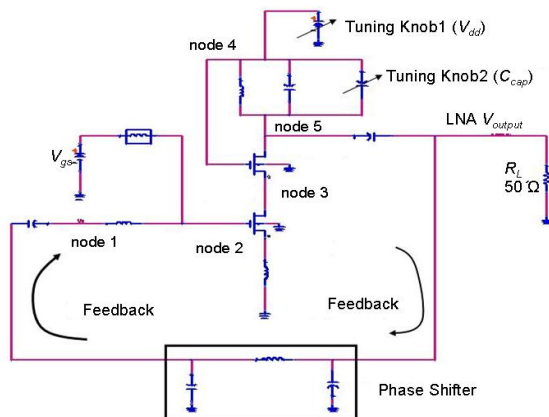 node 4
Tuning Knob1 (Vdd)
Tuning Knob2 (Ccap)
node 5
LNA Voutput
Vgs
RL
50 Ω
node 3
node 1
node 2
Feedback
Feedback
Phase Shifter